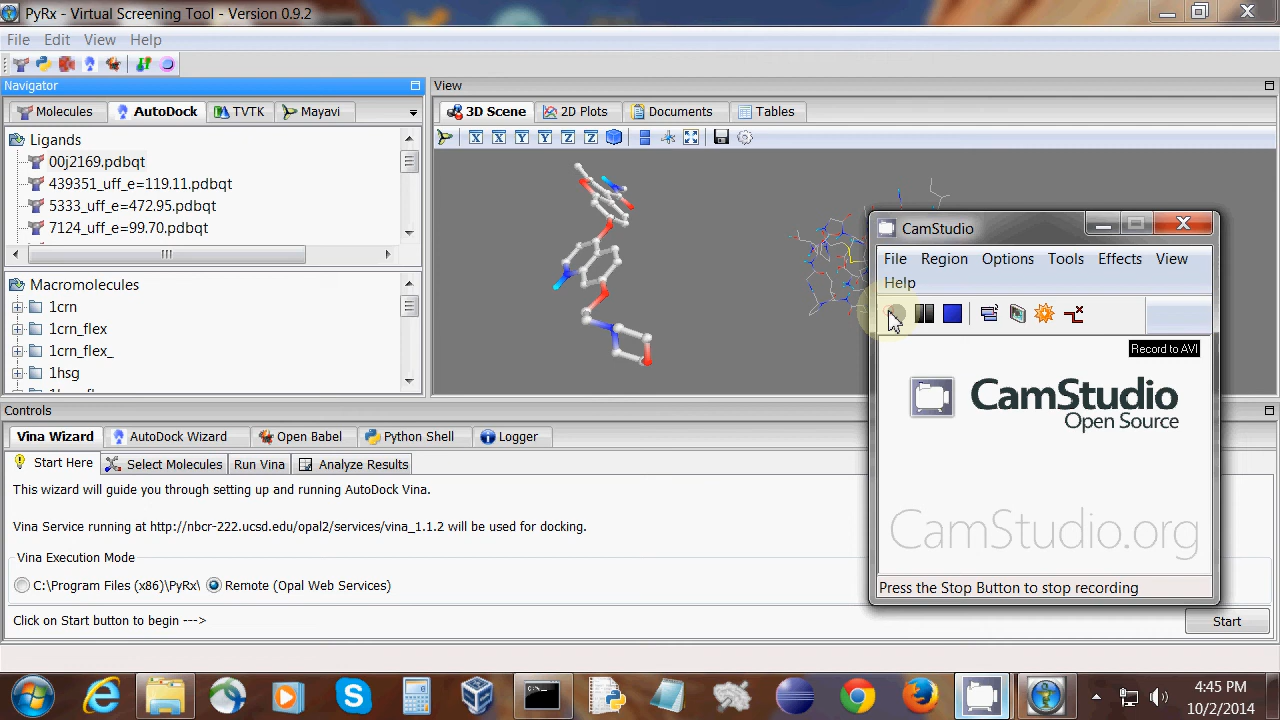 PyRx - Virtual Screening Tool - Version 0.9.2
File Edit View Help
Navigator
Molecules AutoDock TVTK Mayavi
Ligands
00j2169.pdbqt
439351_uff_e=119.11.pdbqt
5333_uff_e=472.95.pdbqt
7124_uff_e=99.70.pdbqt
Macromolecules
1crn
1crn_flex
1crn_flex_
1hsg
View
3D Scene 2D Plots Documents Tables
X X Y Y Z Z
CamStudio
File Region Options Tools Effects View
Help
Record to AVI
CamStudio
Open Source
CamStudio.org
Press the Stop Button to stop recording
Controls
Vina Wizard AutoDock Wizard Open Babel Python Shell Logger
Start Here Select Molecules Run Vina Analyze Results
This wizard will guide you through setting up and running AutoDock Vina.
Vina Service running at http://nbcr-222.ucsd.edu/opal2/services/vina_1.1.2 will be used for docking.
Vina Execution Mode
C:\Program Files (x86)\PyRx\ Remote (Opal Web Services)
Click on Start button to begin --->
Start
4:45 PM
10/2/2014